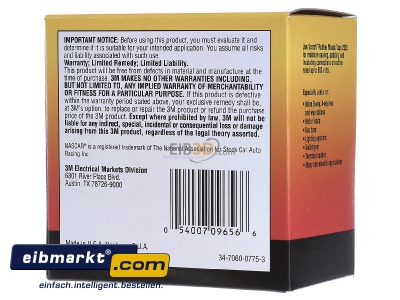 IMPORTANT NOTICE: Before using this product, you must evaluate it and
determine if it is suitable for your intended application. You assume all risks
and liability associated with such use
Warranty; Limited Remedy; Limited Liability.
This product will be free from defects in material and manufacture at the
time of purchase. 3M MAKES NO OTHER WARRANTIES INCLUDING,
BUT NOT LIMITED TO, ANY IMPLIED WARRANTY OF MERCHANTABILITY
OR FITNESS FOR A PARTICULAR PURPOSE. If this product is defective
within the warranty period stated above, your exclusive remedy shall be,
at 3M's option, to replace or repair the 3M product or refund the purchase
price of the 3M product. Except where prohibited by law, 3M will not be
liable for any indirect, special, incidental or consequential loss or damage
arising from this 3M product, regardless of the legal theory asserted.
NASCAR® is a registered trademark of The National Association for Stock Car Auto
Racing Inc
3M Electrical Markets Division
6801 River Place Blvd.
Austin, TX 78726-9000
0 54007 09656 6
Made in U.S.A.
34-7060-0775-3
eibmarkt.com
einfach.intelligent.bestellen.